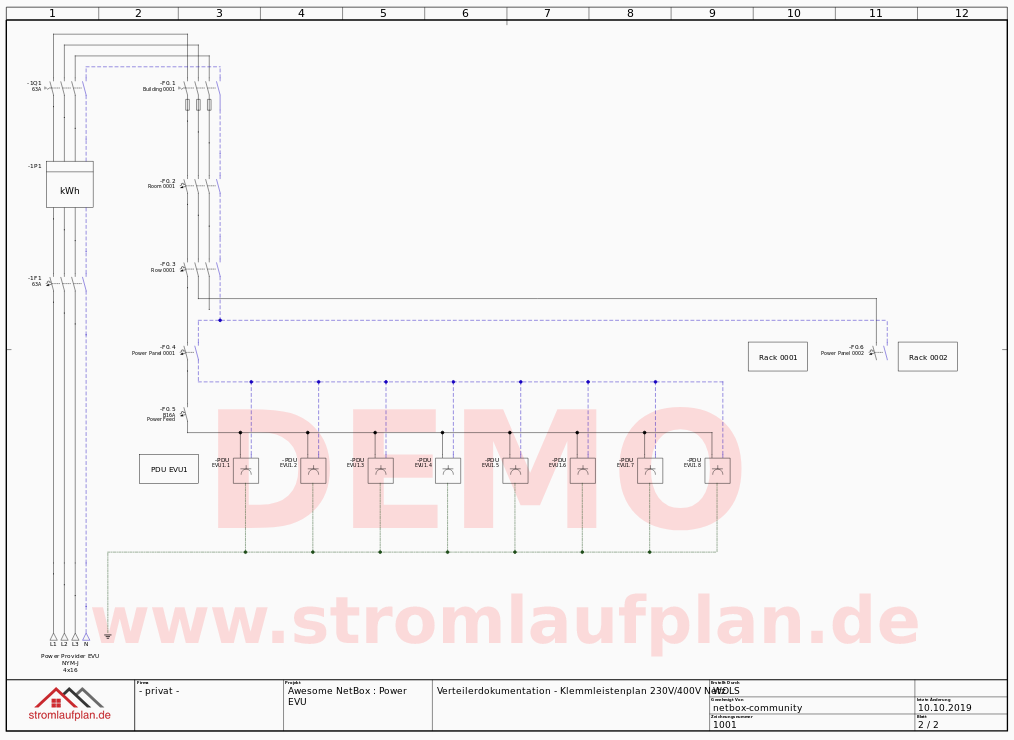 1 2 3 4 5 6 7 8 9 10 11 12
-1Q1
63A
-F0.1
Building 0001
-1P1
kWh
-F0.2
Room 0001
-F0.3
Row 0001
-1F1
63A
-F0.4
Power Panel 0001
Rack 0001
-F0.6
Power Panel 0002
Rack 0002
-F0.5
B16A
Power Feed
DEMO
PDU EVU1
-PDU
EVU1.1
-PDU
EVU1.2
-PDU
EVU1.3
-PDU
EVU1.4
-PDU
EVU1.5
-PDU
EVU1.6
-PDU
EVU1.7
-PDU
EVU1.8
www.stromlaufplan.de
L1 L2 L3 N
Power Provider EVU
NYM-J
4x16
stromlaufplan.de
Firma
- privat -
Projekt
Awesome NetBox : Power
EVU
Verteilerdokumentation - Klemmleistenplan 230V/400V Netz
Erstellt Durch
WOLS
Genehmigt Von
netbox-community
letzte Änderung
10.10.2019
Zeichnungsnummer
1001
Blatt
2 / 2